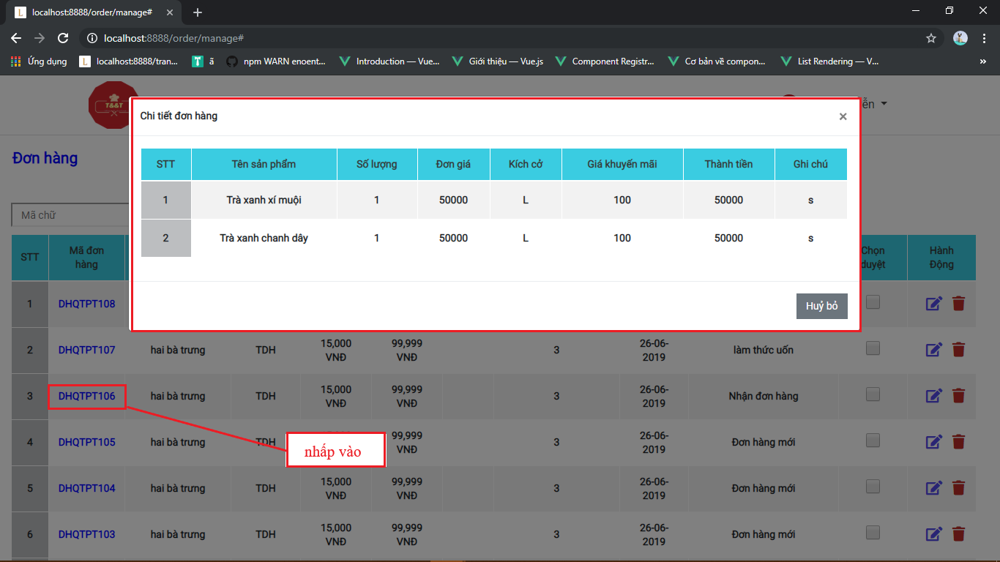 localhost:8888/order/manage#
localhost:8888/order/manage#
Ứng dụng localhost:8888/tran... ã npm WARN enoent... Introduction — Vue... Giới thiệu — Vue.js Component Registr... Cơ bản về compon... List Rendering — V... »
T&&T
ễn
Chi tiết đơn hàng ×
STT Tên sản phẩm Số lượng Đơn giá Kích cở Giá khuyến mãi Thành tiền Ghi chú
1 Trà xanh xí muội 1 50000 L 100 50000 s
2 Trà xanh chanh dây 1 50000 L 100 50000 s
Huỷ bỏ
Đơn hàng
Mã chữ
STT Mã đơn Chọn Hành
hàng duyệt Động
1 DHQTPT108
2 DHQTPT107 hai bà trưng TDH 15,000 99,999 3 26-06- làm thức uốn
VNĐ VNĐ 2019
3 DHQTPT106 hai bà trưng TDH 15,000 99,999 3 26-06- Nhận đơn hàng
VNĐ VNĐ 2019
4 DHQTPT105 hai bà trưng TDH 99,999 3 26-06- Đơn hàng mới
VNĐ 2019
nhấp vào
5 DHQTPT104 hai bà trưng TDH 15,000 99,999 3 26-06- Đơn hàng mới
VNĐ VNĐ 2019
6 DHQTPT103 hai bà trưng TDH 15,000 99,999 3 26-06- Đơn hàng mới
VNĐ VNĐ 2019